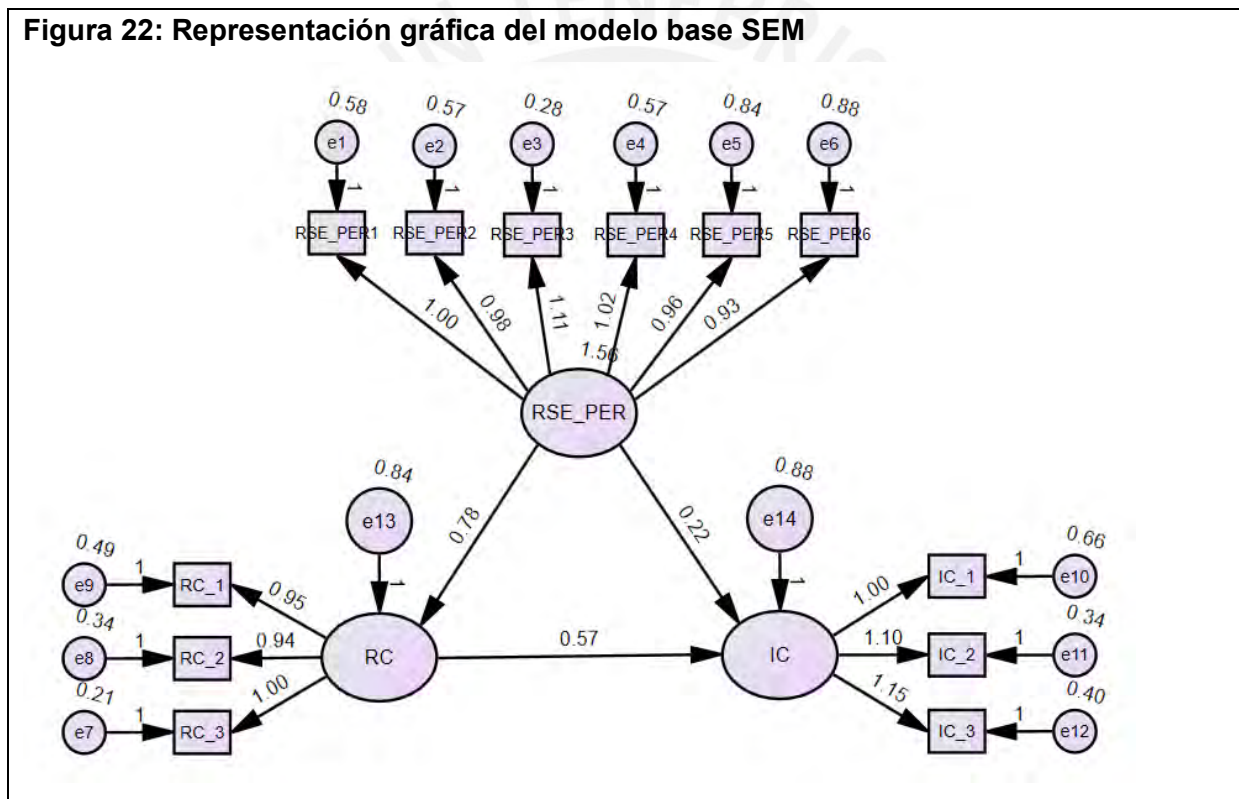 Figura 22: Representación gráfica del modelo base SEM
IN TENEBRIS
0.58 0.57 0.28 0.57 0.84 0.88
e1 e2 e3 e4 e5 e6
1 1 1 1 1 1
RSE_PER1 RSE_PER2 RSE_PER3 RSE_PER4 RSE_PER5 RSE_PER6
1.00 0.98 1.11 1.02 0.96 0.93
1.56
RSE_PER
0.84 0.88
e13 e14
0.78 0.22
1 1
0.49 0.66
e9 1 RC_1 IC_1 1 e10
0.95 1.00
0.34 0.34
e8 1 RC_2 0.94 RC 0.57 IC 1.10 IC_2 1 e11
0.21 1.00 1.15 0.40
e7 1 RC_3 IC_3 1 e12